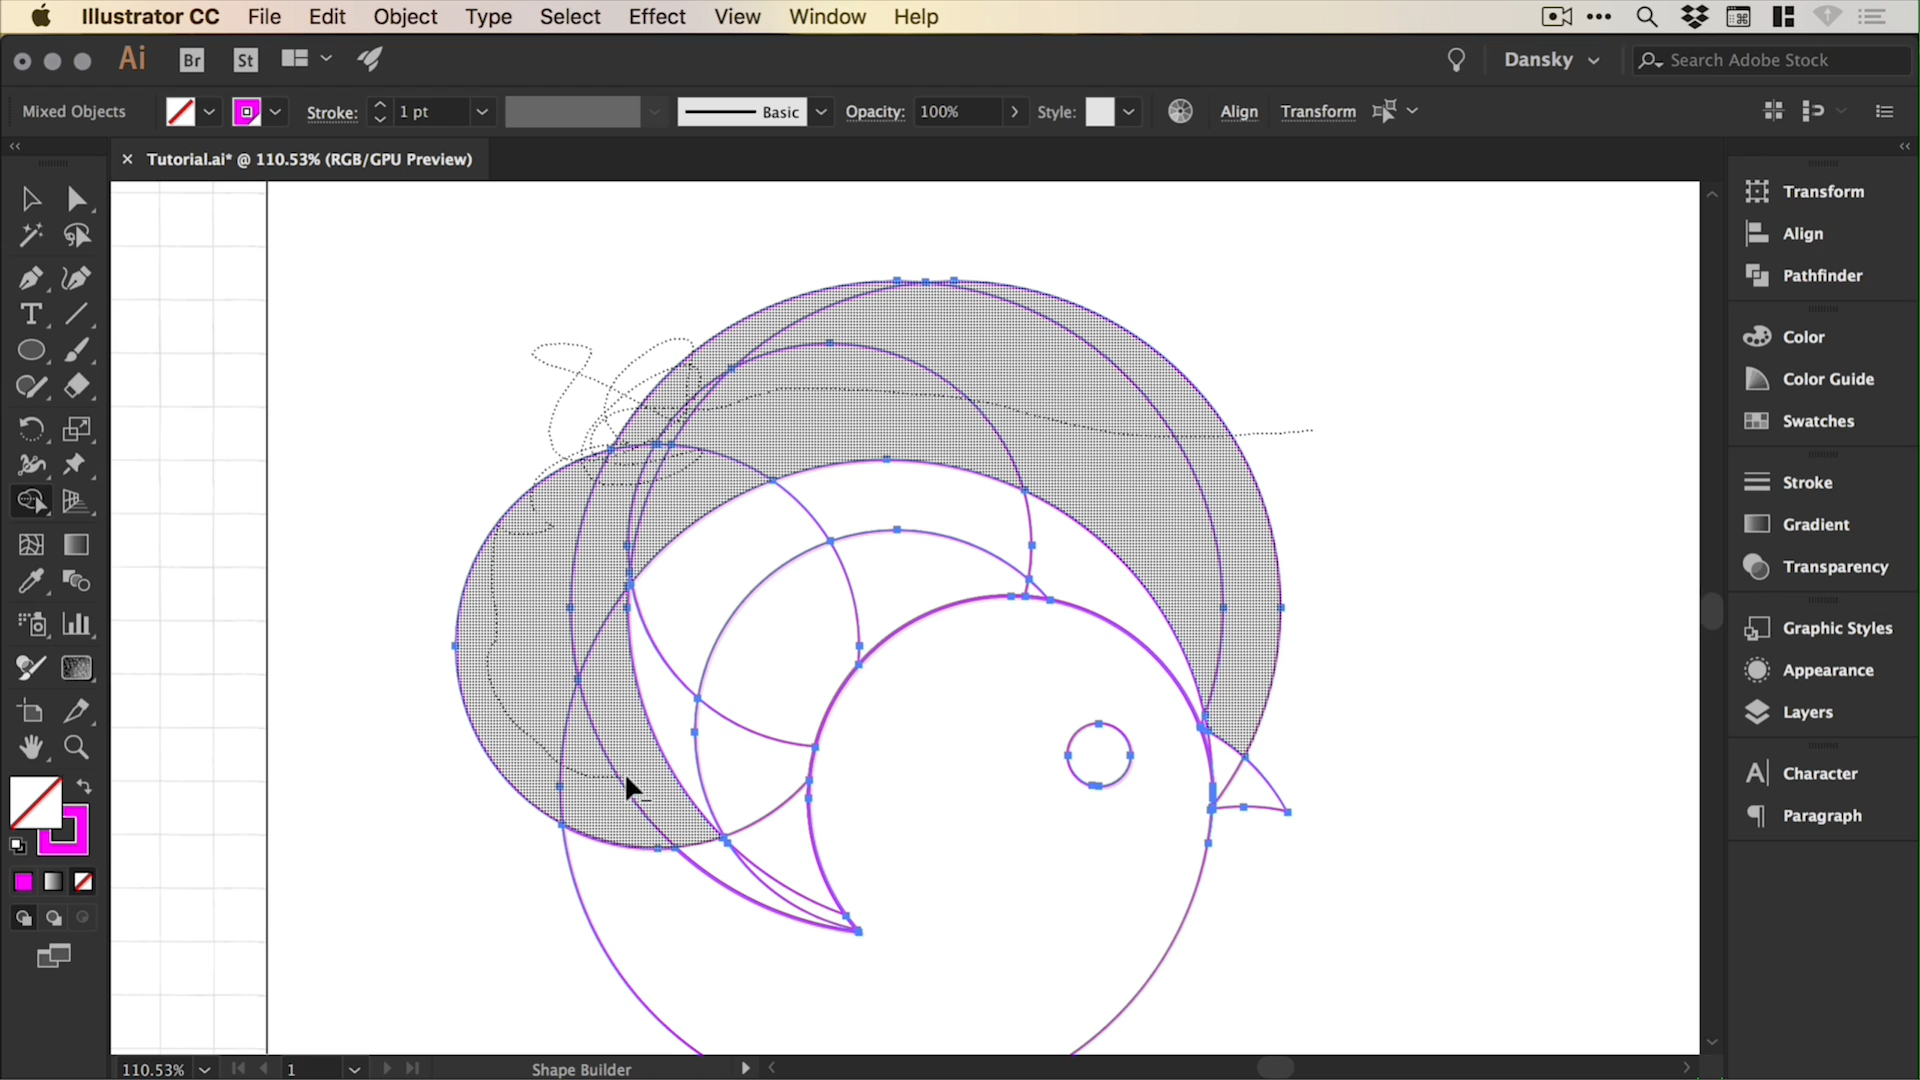 Illustrator CC File Edit Object Type Select Effect View Window Help
Ai Br St Dansky Search Adobe Stock
Mixed Objects Stroke: 1 pt Basic Opacity: 100% Style: Align Transform
× Tutorial.ai* @ 110.53% (RGB/GPU Preview)
Transform
Align
Pathfinder
Color
Color Guide
Swatches
Stroke
Gradient
Transparency
Graphic Styles
Appearance
Layers
Character
Paragraph
110.53% 1 Shape Builder